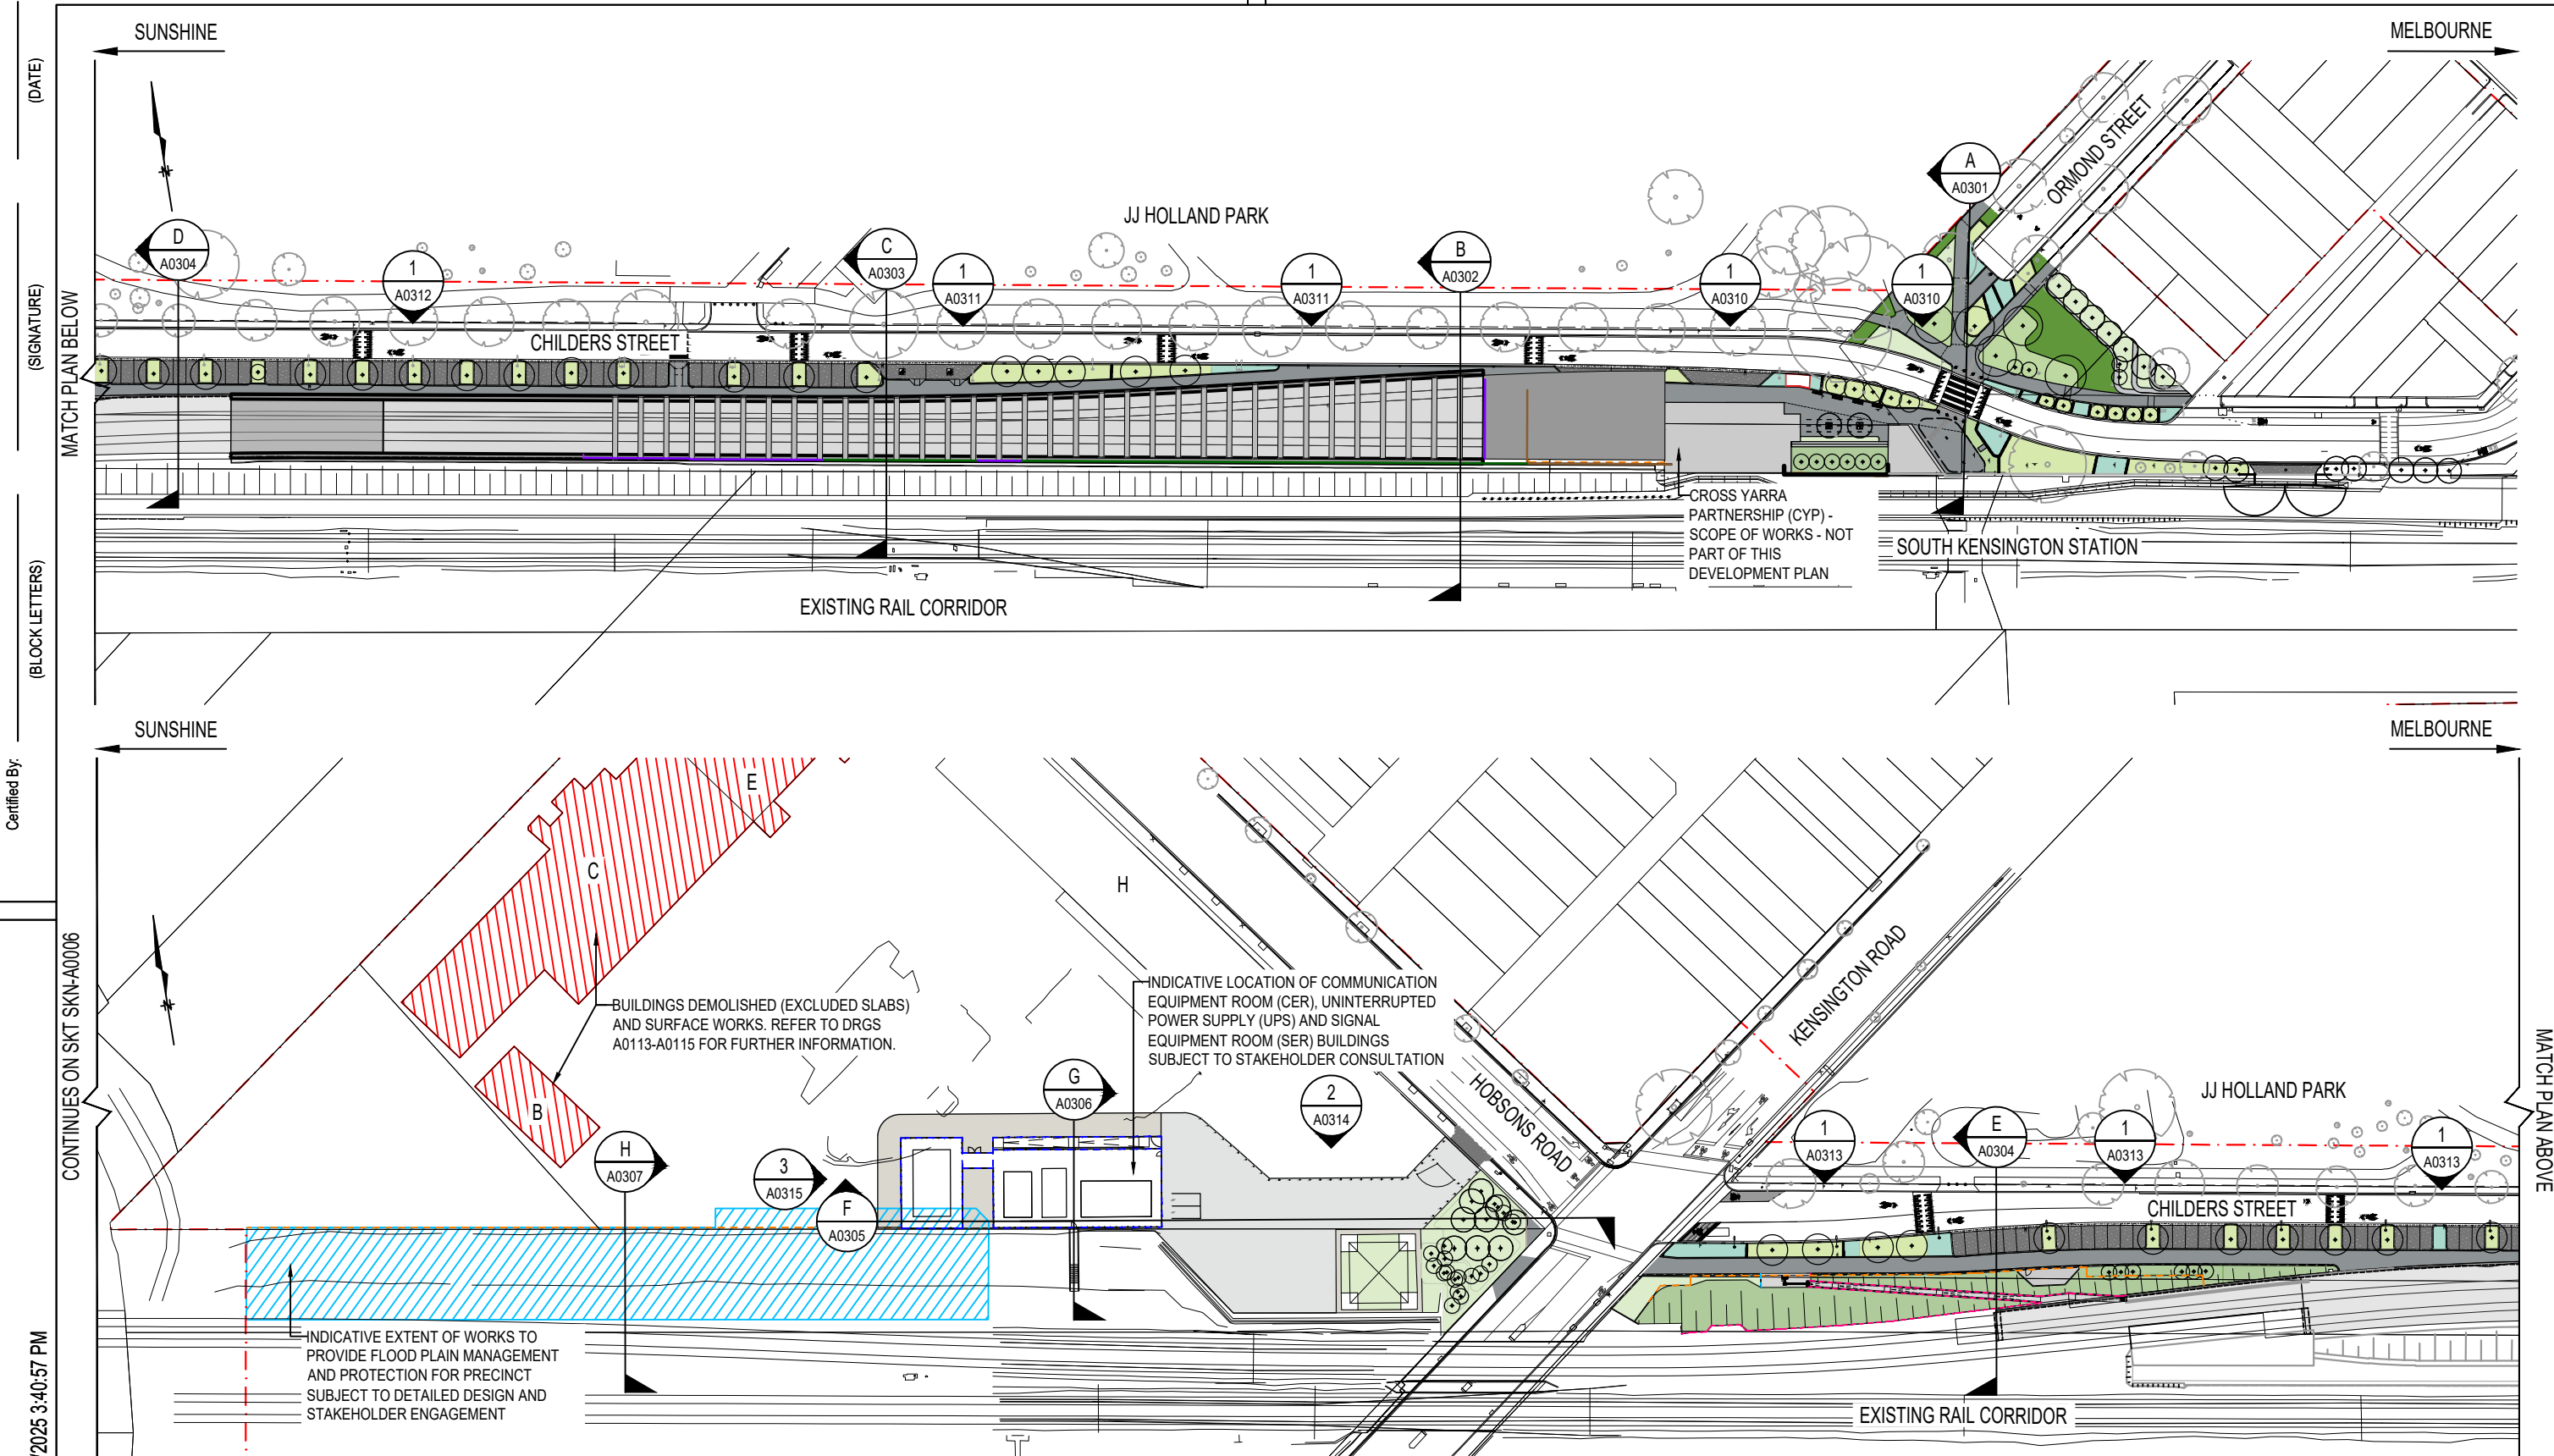 (DATE)
(SIGNATURE)
(BLOCK LETTERS)
Certified By:
/2025 3:40:57 PM
SUNSHINE
MELBOURNE
MATCH PLAN BELOW
D
A0304
1
A0312
C
A0303
1
A0311
JJ HOLLAND PARK
1
A0311
B
A0302
1
A0310
1
A0310
A
A0301
ORMOND STREET
CHILDERS STREET
CROSS YARRA
PARTNERSHIP (CYP) -
SCOPE OF WORKS - NOT
PART OF THIS
DEVELOPMENT PLAN
SOUTH KENSINGTON STATION
EXISTING RAIL CORRIDOR
SUNSHINE
MELBOURNE
CONTINUES ON SKT SKN-A0006
E
C
H
B
BUILDINGS DEMOLISHED (EXCLUDED SLABS)
AND SURFACE WORKS. REFER TO DRGS
A0113-A0115 FOR FURTHER INFORMATION.
INDICATIVE LOCATION OF COMMUNICATION
EQUIPMENT ROOM (CER), UNINTERRUPTED
POWER SUPPLY (UPS) AND SIGNAL
EQUIPMENT ROOM (SER) BUILDINGS
SUBJECT TO STAKEHOLDER CONSULTATION
KENSINGTON ROAD
HOBSONS ROAD
H
A0307
3
A0315
F
A0305
G
A0306
2
A0314
1
A0313
E
A0304
1
A0313
JJ HOLLAND PARK
1
A0313
CHILDERS STREET
MATCH PLAN ABOVE
INDICATIVE EXTENT OF WORKS TO
PROVIDE FLOOD PLAIN MANAGEMENT
AND PROTECTION FOR PRECINCT
SUBJECT TO DETAILED DESIGN AND
STAKEHOLDER ENGAGEMENT
EXISTING RAIL CORRIDOR